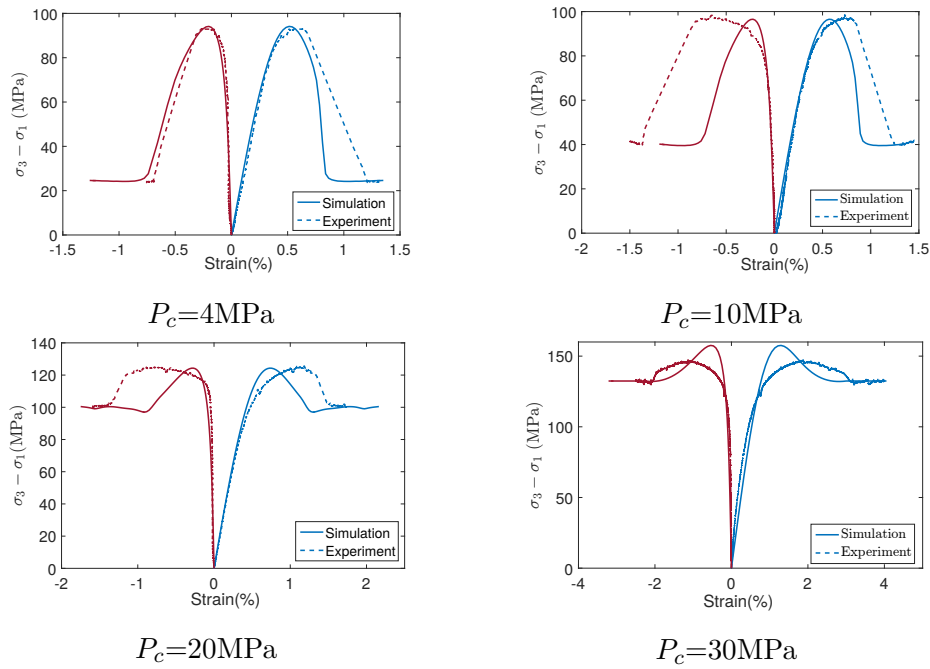 σ₃ − σ₁ (MPa)
100
80
60
40
20
0
-1.5 -1 -0.5 0 0.5 1 1.5
Strain(%)
Simulation
Experiment
P_c=4MPa
σ₃ − σ₁ (MPa)
100
80
60
40
20
0
-2 -1.5 -1 -0.5 0 0.5 1 1.5
Strain(%)
Simulation
Experiment
P_c=10MPa
σ₃ − σ₁(MPa)
140
120
100
80
60
40
20
0
-2 -1 0 1 2
Strain(%)
Simulation
Experiment
P_c=20MPa
σ₃ − σ₁ (MPa)
150
100
50
0
-4 -2 0 2 4
Strain(%)
Simulation
Experiment
P_c=30MPa